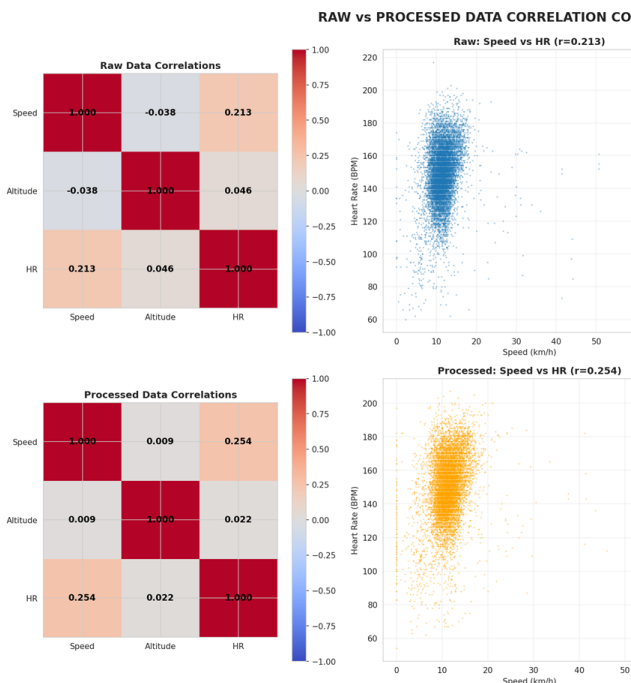 RAW vs PROCESSED DATA CORRELATION CO
Raw Data Correlations
Speed
Altitude
HR
1.000 -0.038 0.213
-0.038 1.000 0.046
0.213 0.046 1.000
Speed Altitude HR
1.00
0.75
0.50
0.25
0.00
−0.25
−0.50
−0.75
−1.00
Raw: Speed vs HR (r=0.213)
Heart Rate (BPM)
220
200
180
160
140
120
100
80
60
0 10 20 30 40 50
Speed (km/h)
Processed Data Correlations
Speed
Altitude
HR
1.000 0.009 0.254
0.009 1.000 0.022
0.254 0.022 1.000
Speed Altitude HR
1.00
0.75
0.50
0.25
0.00
−0.25
−0.50
−0.75
−1.00
Processed: Speed vs HR (r=0.254)
Heart Rate (BPM)
200
180
160
140
120
100
80
60
0 10 20 30 40 50
Speed (km/h)